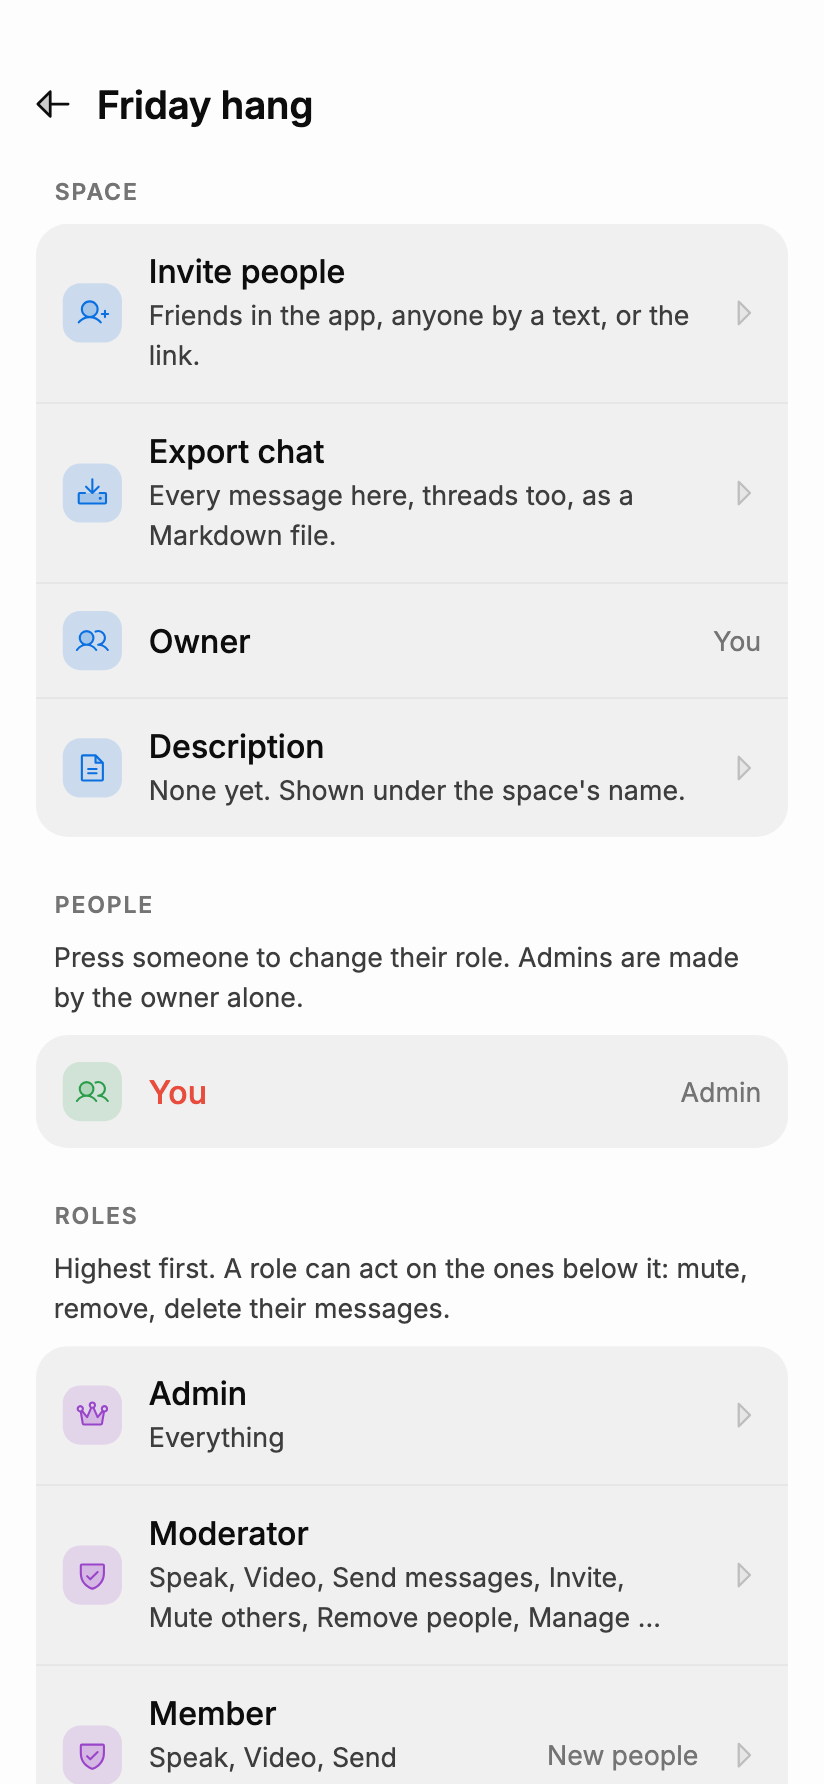 Friday hang
SPACE
Invite people
Friends in the app, anyone by a text, or the
link.
Export chat
Every message here, threads too, as a
Markdown file.
Owner
You
Description
None yet. Shown under the space's name.
PEOPLE
Press someone to change their role. Admins are made
by the owner alone.
You
Admin
ROLES
Highest first. A role can act on the ones below it: mute,
remove, delete their messages.
Admin
Everything
Moderator
Speak, Video, Send messages, Invite,
Mute others, Remove people, Manage ...
Member
Speak, Video, Send
New people